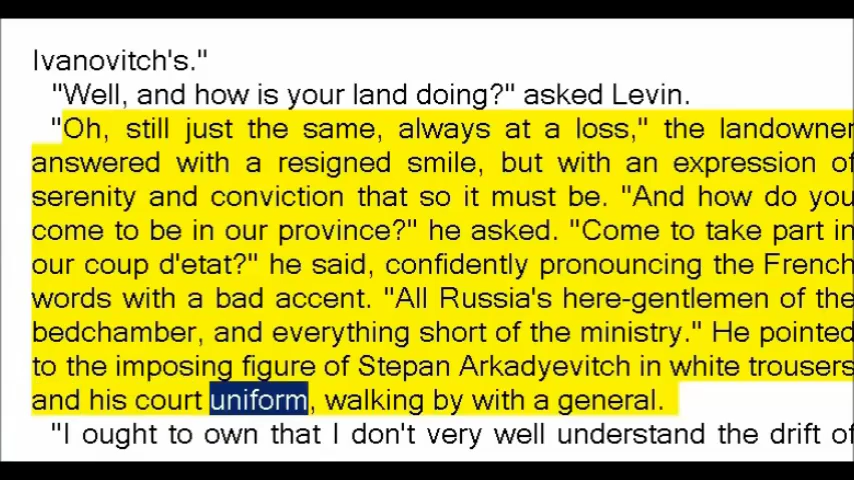 Ivanovitch's."
"Well, and how is your land doing?" asked Levin.
"Oh, still just the same, always at a loss," the landowner
answered with a resigned smile, but with an expression of
serenity and conviction that so it must be. "And how do you
come to be in our province?" he asked. "Come to take part in
our coup d'etat?" he said, confidently pronouncing the French
words with a bad accent. "All Russia's here-gentlemen of the
bedchamber, and everything short of the ministry." He pointed
to the imposing figure of Stepan Arkadyevitch in white trousers
and his court uniform, walking by with a general.
"I ought to own that I don't very well understand the drift of